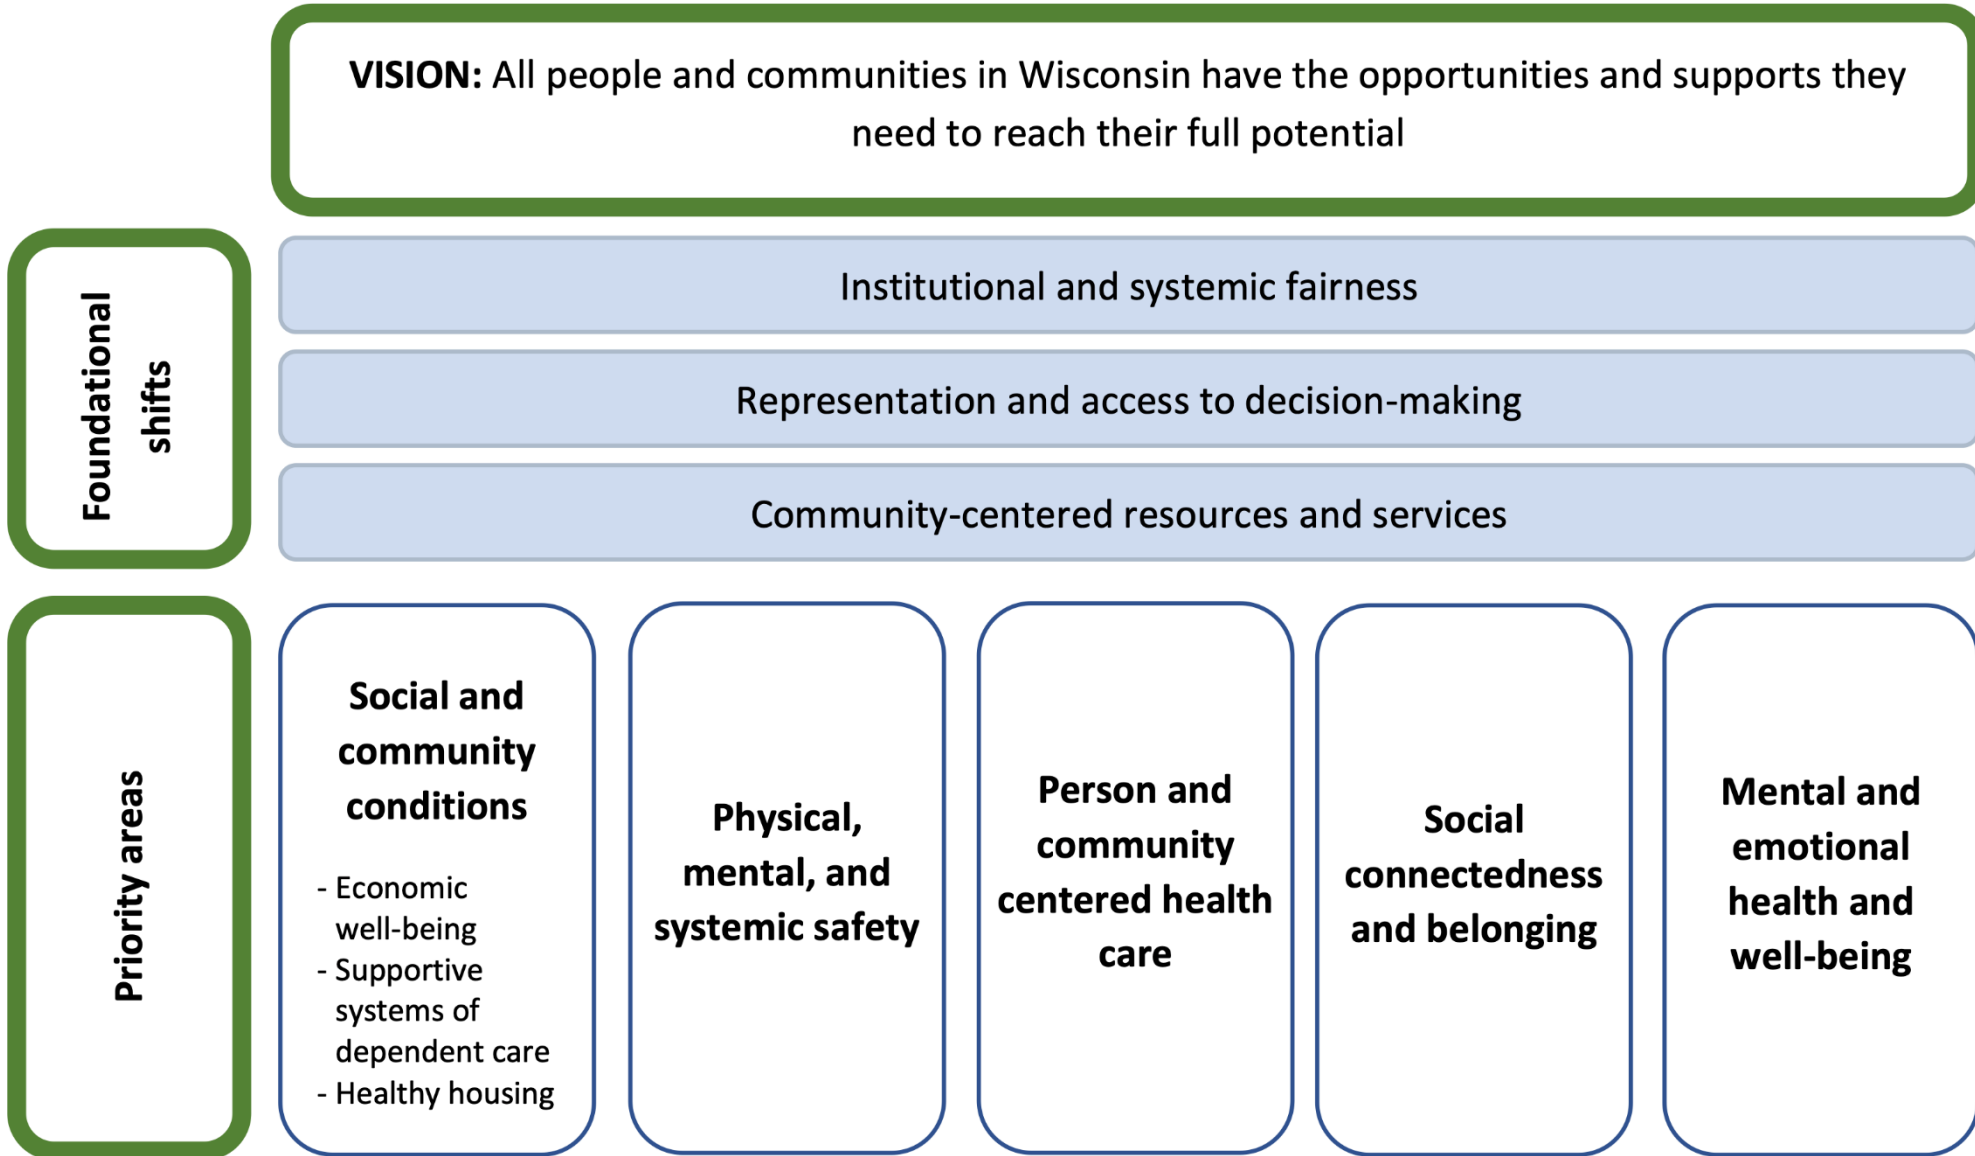 VISION: All people and communities in Wisconsin have the opportunities and supports they
need to reach their full potential
Foundational
shifts
Institutional and systemic fairness
Representation and access to decision-making
Community-centered resources and services
Priority areas
Social and
community
conditions
- Economic
well-being
- Supportive
systems of
dependent care
- Healthy housing
Physical,
mental, and
systemic safety
Person and
community
centered health
care
Social
connectedness
and belonging
Mental and
emotional
health and
well-being